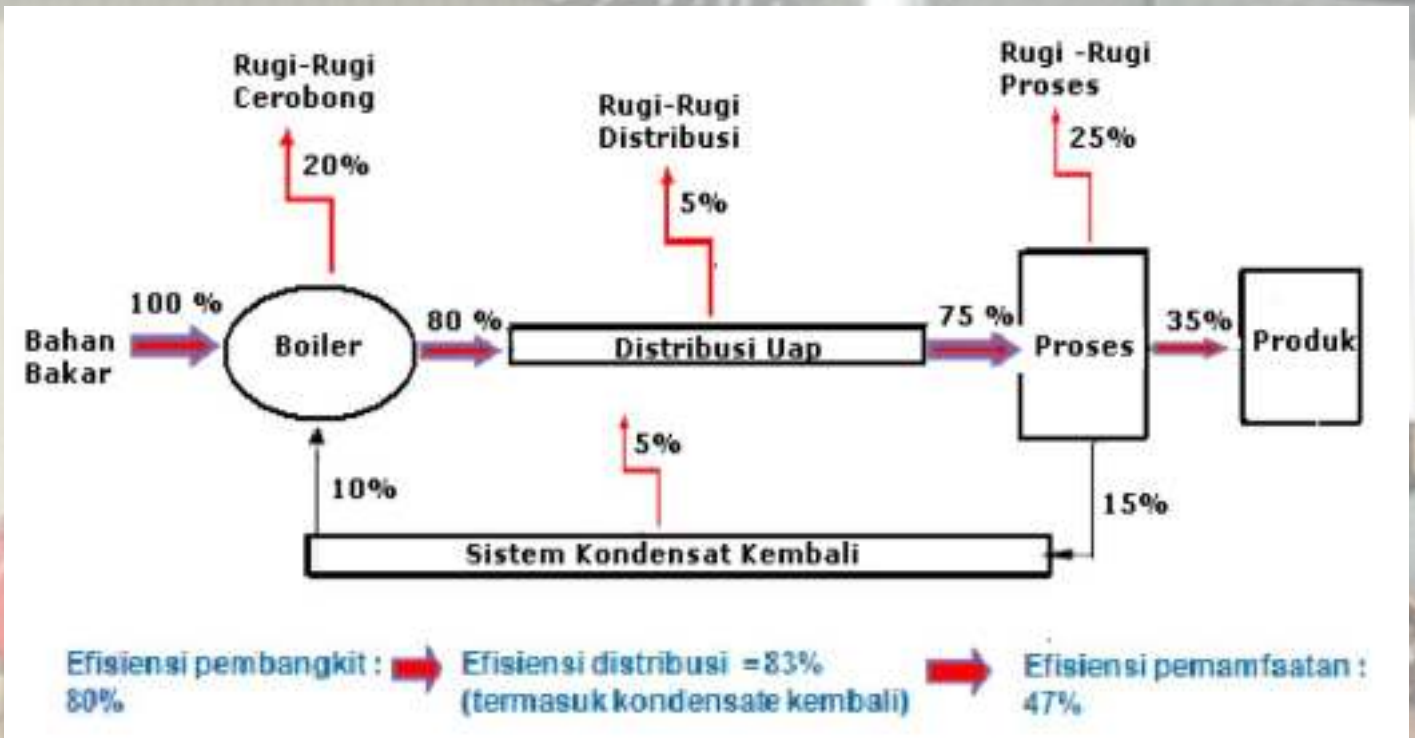 Rugi-Rugi
Cerobong
20%
Rugi-Rugi
Distribusi
5%
Rugi -Rugi
Proses
25%
Bahan
Bakar
100 %
Boiler
80 %
Distribusi Uap
75 %
Proses
35%
Produk
10%
5%
15%
Sistem Kondensat Kembali
Efisiensi pembangkit :
80%
Efisiensi distribusi =83%
(termasuk kondensate kembali)
Efisiensi pemamfaatan :
47%